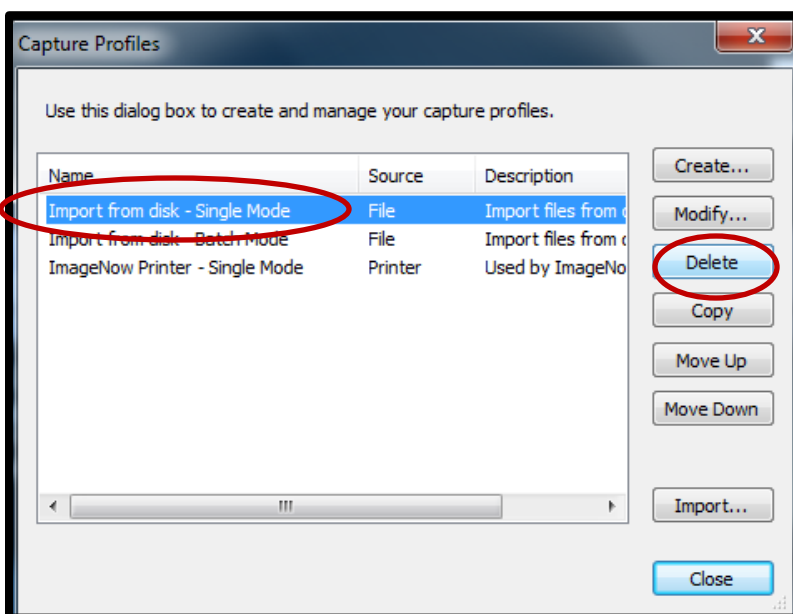 Capture Profiles
Use this dialog box to create and manage your capture profiles.
Name Source Description
Import from disk - Single Mode File Import files from
Import from disk - Batch Mode File Import files from
ImageNow Printer - Single Mode Printer Used by ImageNo
Create...
Modify...
Delete
Copy
Move Up
Move Down
Import...
Close